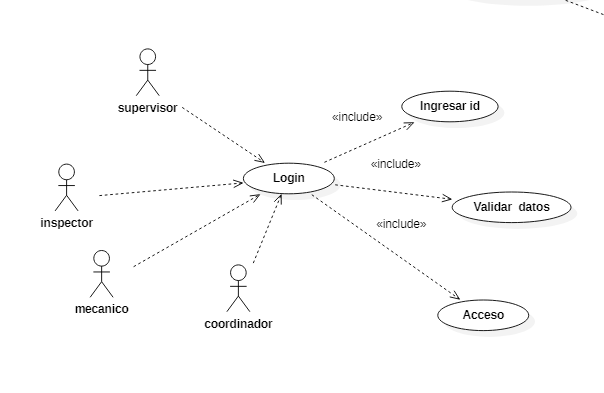 supervisor
«include»
Ingresar id
«include»
Login
inspector
Validar datos
«include»
mecanico
coordinador
Acceso